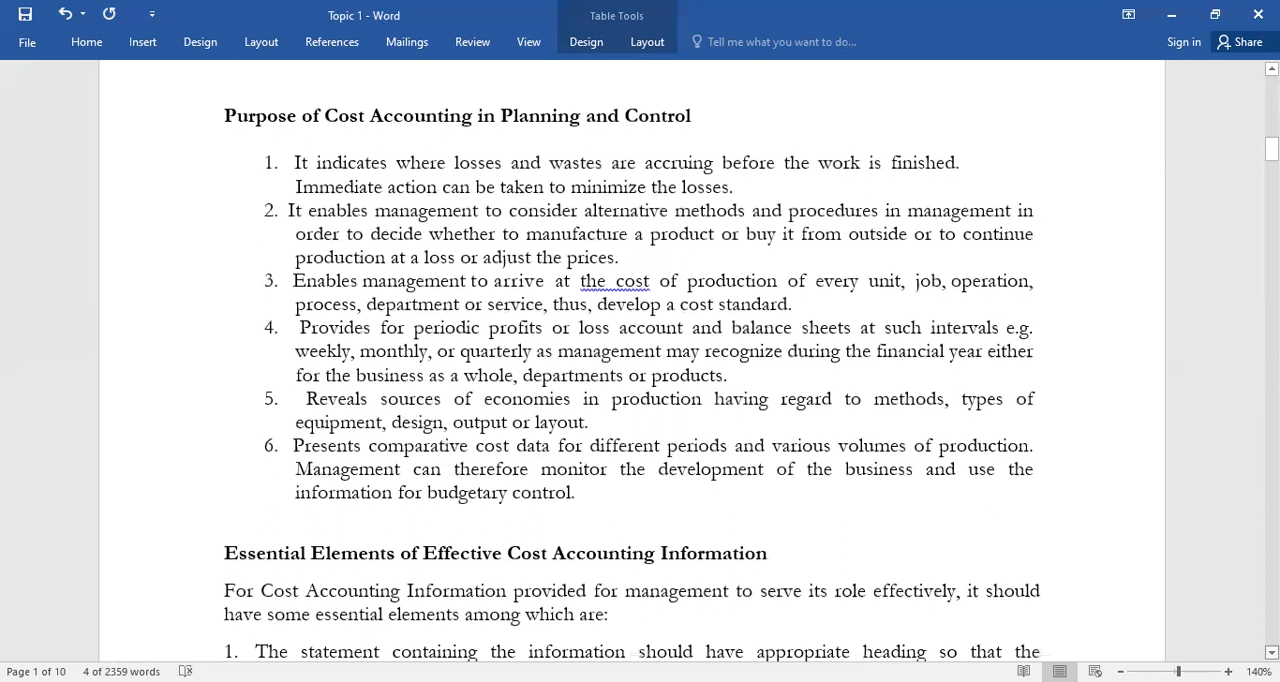 Topic 1 - Word
Table Tools
File Home Insert Design Layout References Mailings Review View Design Layout Tell me what you want to do... Sign in Share
Purpose of Cost Accounting in Planning and Control
1. It indicates where losses and wastes are accruing before the work is finished.
Immediate action can be taken to minimize the losses.
2. It enables management to consider alternative methods and procedures in management in
order to decide whether to manufacture a product or buy it from outside or to continue
production at a loss or adjust the prices.
3. Enables management to arrive at the cost of production of every unit, job, operation,
process, department or service, thus, develop a cost standard.
4. Provides for periodic profits or loss account and balance sheets at such intervals e.g.
weekly, monthly, or quarterly as management may recognize during the financial year either
for the business as a whole, departments or products.
5. Reveals sources of economies in production having regard to methods, types of
equipment, design, output or layout.
6. Presents comparative cost data for different periods and various volumes of production.
Management can therefore monitor the development of the business and use the
information for budgetary control.
Essential Elements of Effective Cost Accounting Information
For Cost Accounting Information provided for management to serve its role effectively, it should
have some essential elements among which are:
1. The statement containing the information should have appropriate heading so that the
Page 1 of 10 4 of 2359 words 140%